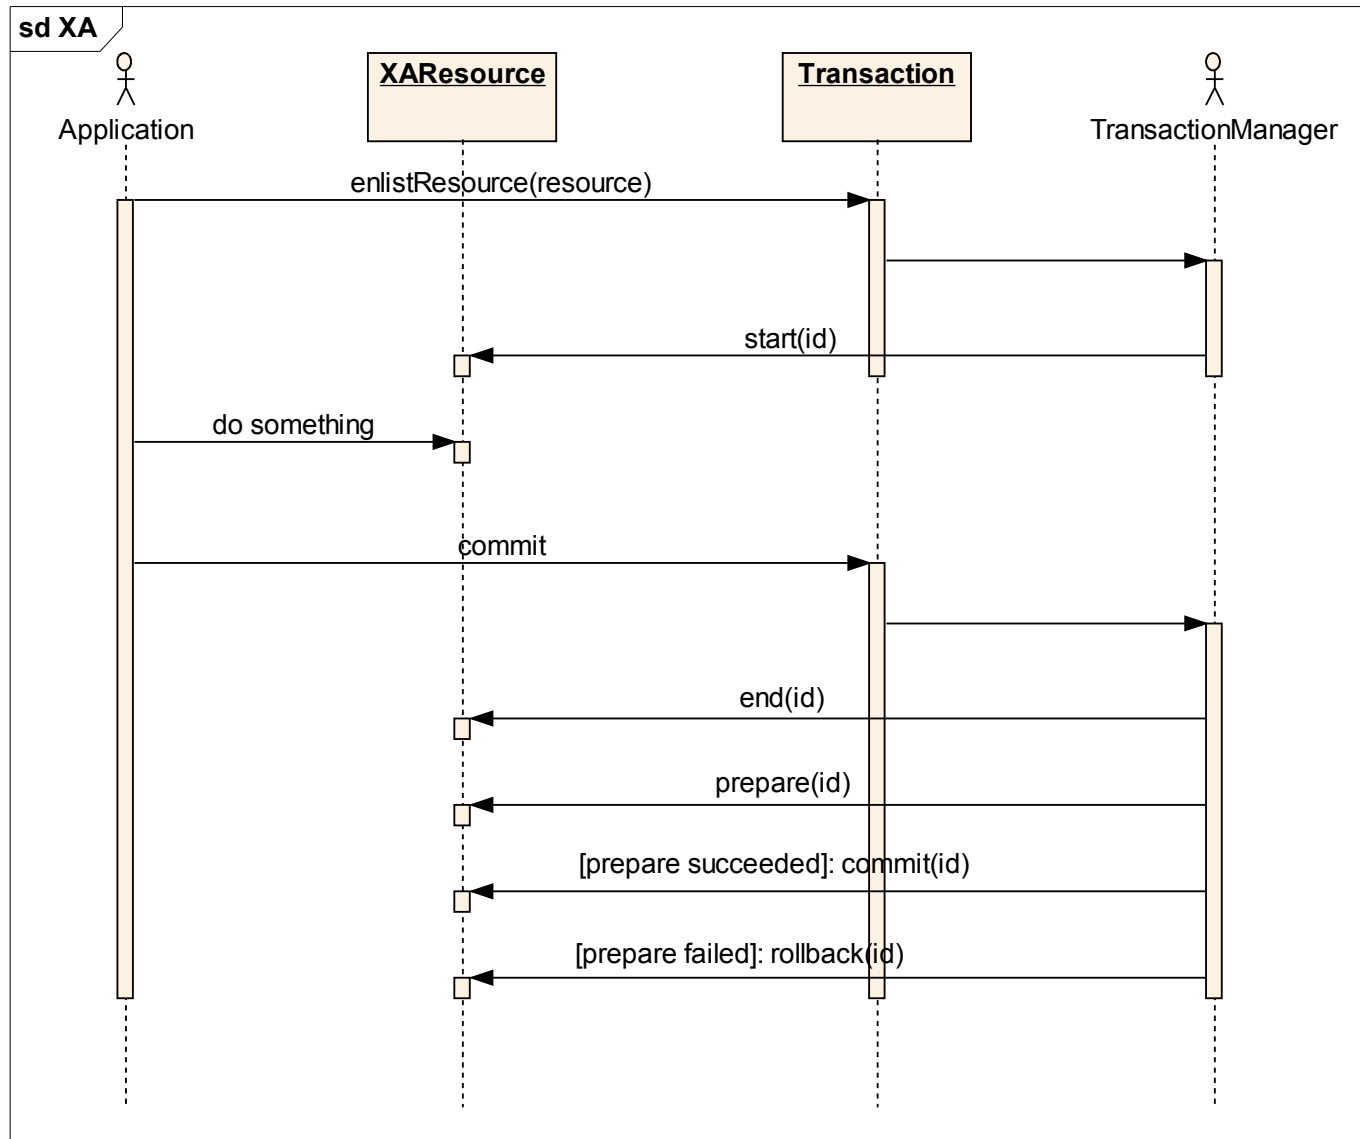 sd XA
XAResource
Transaction
Application
TransactionManager
enlistResource(resource)
start(id)
do something
commit
end(id)
prepare(id)
[prepare succeeded]: commit(id)
[prepare failed]: rollback(id)